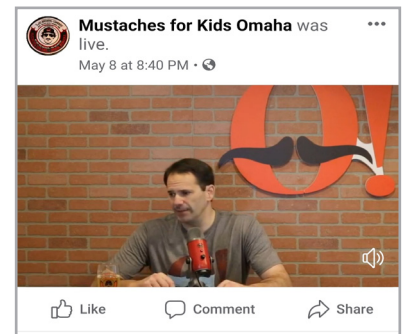 Mustaches for Kids Omaha was
live.
May 8 at 8:40 PM ·
O!
Like
Comment
Share